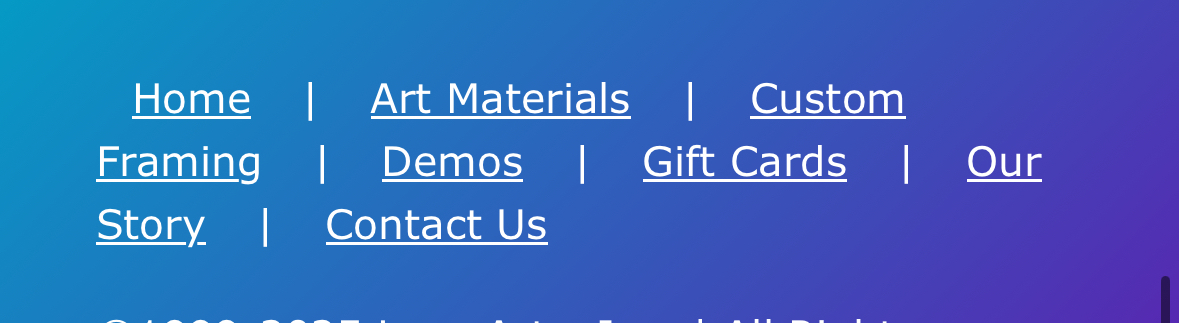 Home | Art Materials | Custom
Framing | Demos | Gift Cards | Our
Story | Contact Us